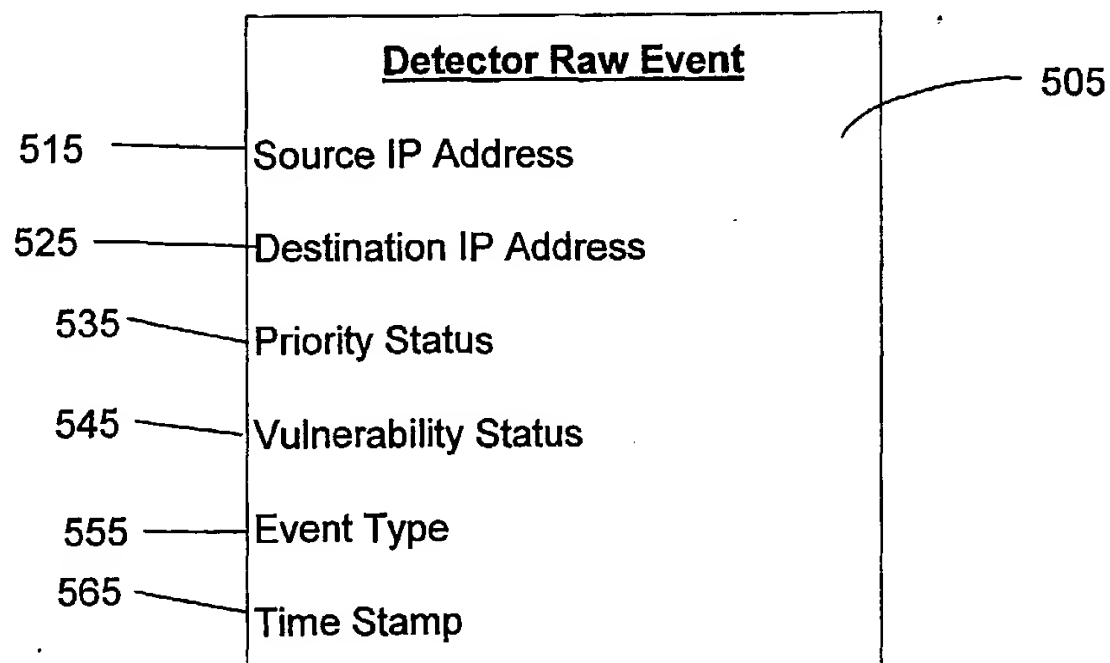 Detector Raw Event
505
515 Source IP Address
525 Destination IP Address
535 Priority Status
545 Vulnerability Status
555 Event Type
565 Time Stamp